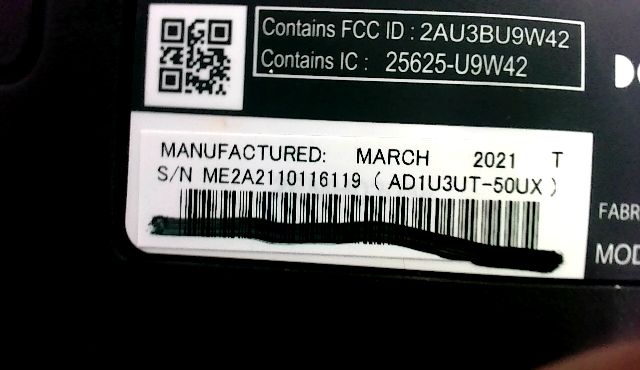 Contains FCC ID : 2AU3BU9W42
Contains IC : 25625-U9W42
MANUFACTURED: MARCH 2021 T
S/N ME2A2110116119 ( AD1U3UT-50UX )
FABR
MOD